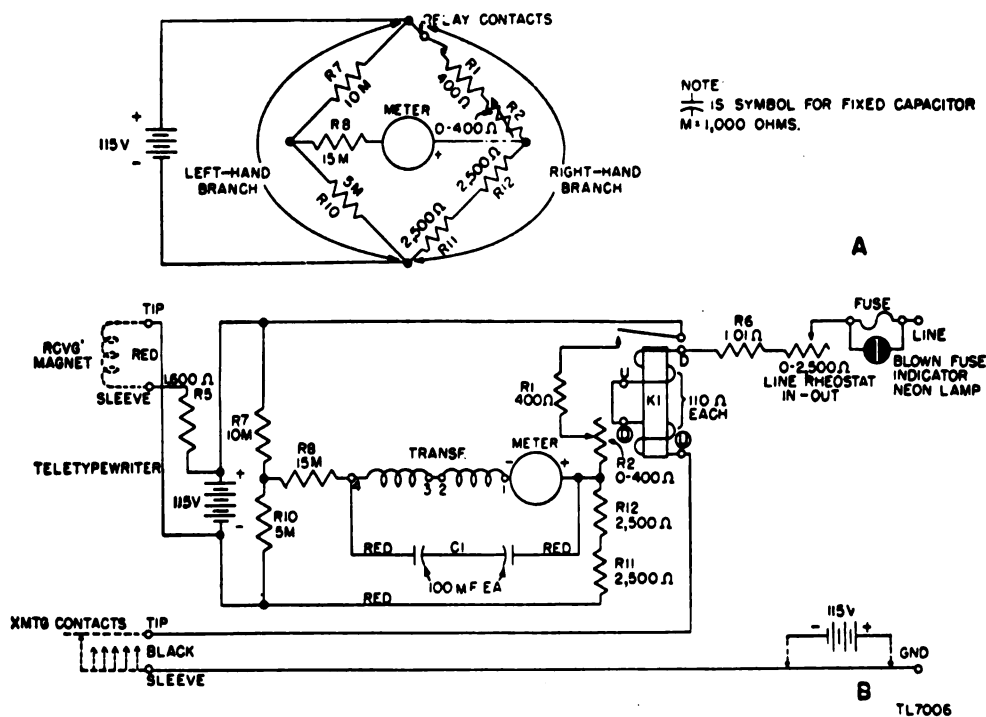 RELAY CONTACTS
R7
10M
R1
400Ω
R2
0-400Ω
METER
+
R8
15M
115V
+
-
LEFT-HAND
BRANCH
5M
R10
2,500Ω
R12
2,500Ω
R11
RIGHT-HAND
BRANCH
NOTE
IS SYMBOL FOR FIXED CAPACITOR
M=1,000 OHMS.
A
TIP
RCVG
MAGNET
RED
SLEEVE
1,600Ω
R5
TELETYPEWRITER
115V
+
-
R7
10M
R8
15M
R10
5M
TRANSF.
4
3
2
1
-
METER
+
RED
C1
RED
100MF EA
RED
R1
400Ω
U
K1
110Ω
EACH
R2
0-400Ω
R12
2,500Ω
R11
2,500Ω
R6
1.01Ω
0-2,500Ω
LINE RHEOSTAT
IN-OUT
FUSE
LINE
BLOWN FUSE
INDICATOR
NEON LAMP
XMTG CONTACTS
TIP
BLACK
SLEEVE
115V
-
+
GND
B
TL7006